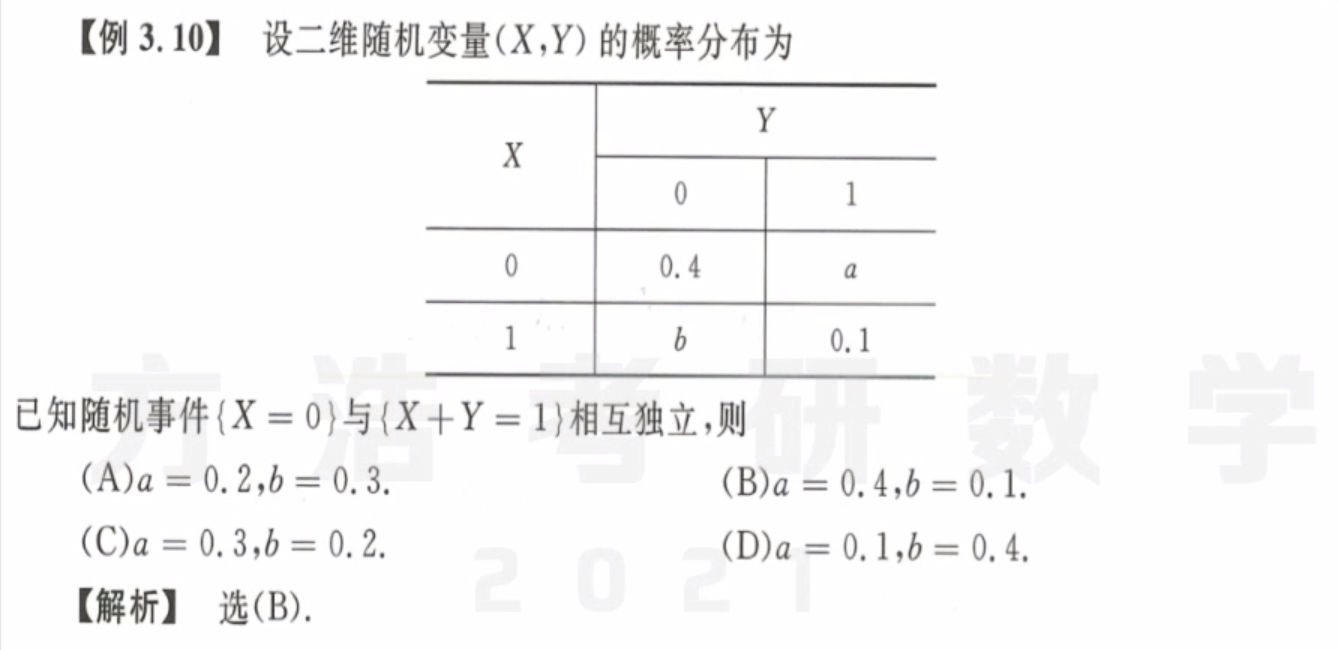 【例 3.10】 设二维随机变量(X,Y) 的概率分布为
X
Y
0 1
0 0.4 a
1 b 0.1
已知随机事件{X = 0}与{X+Y = 1}相互独立,则
(A)a = 0.2,b = 0.3. (B)a = 0.4,b = 0.1.
(C)a = 0.3,b = 0.2. (D)a = 0.1,b = 0.4.
【解析】 选(B).
方浩考研数学
2021